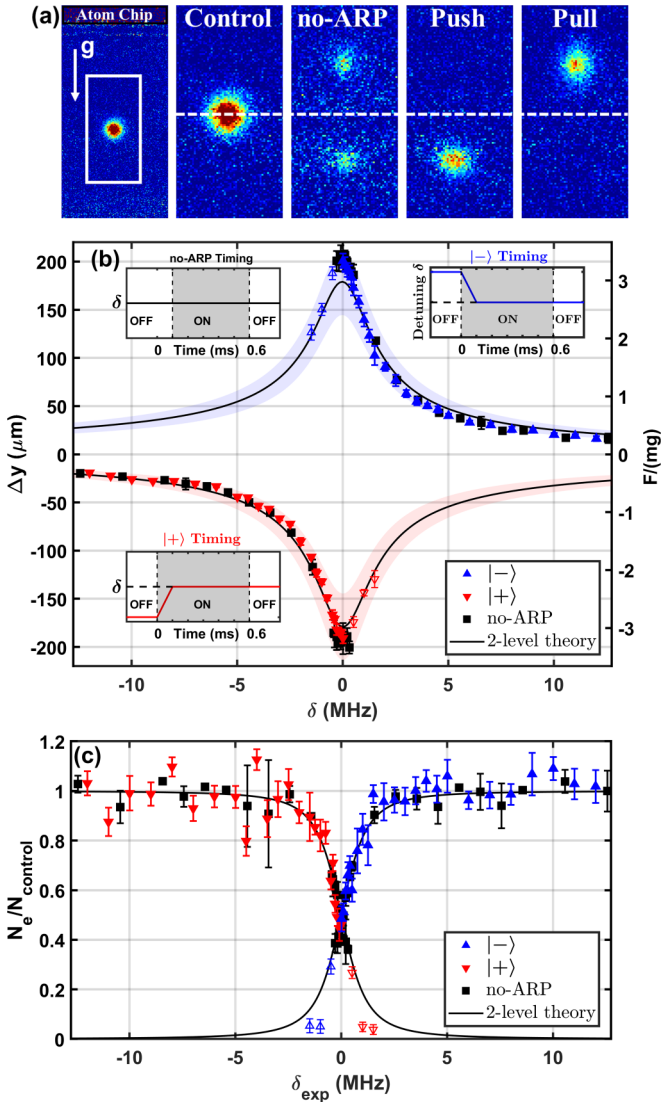 (a)
Atom Chip
g
Control
no-ARP
Push
Pull
(b)
200
150
100
50
0
-50
-100
-150
-200
Δy (μm)
3
2
1
0
-1
-2
-3
F/(mg)
no-ARP Timing
δ
OFF
ON
OFF
0
Time (ms)
0.6
|−⟩ Timing
Detuning δ
OFF
ON
OFF
0
Time (ms)
0.6
|+⟩ Timing
δ
OFF
ON
OFF
0
Time (ms)
0.6
|−⟩
|+⟩
no-ARP
2-level theory
-10
-5
0
5
10
δ (MHz)
(c)
1.2
1
0.8
0.6
0.4
0.2
0
N_e/N_control
|−⟩
|+⟩
no-ARP
2-level theory
-10
-5
0
5
10
δ_exp (MHz)